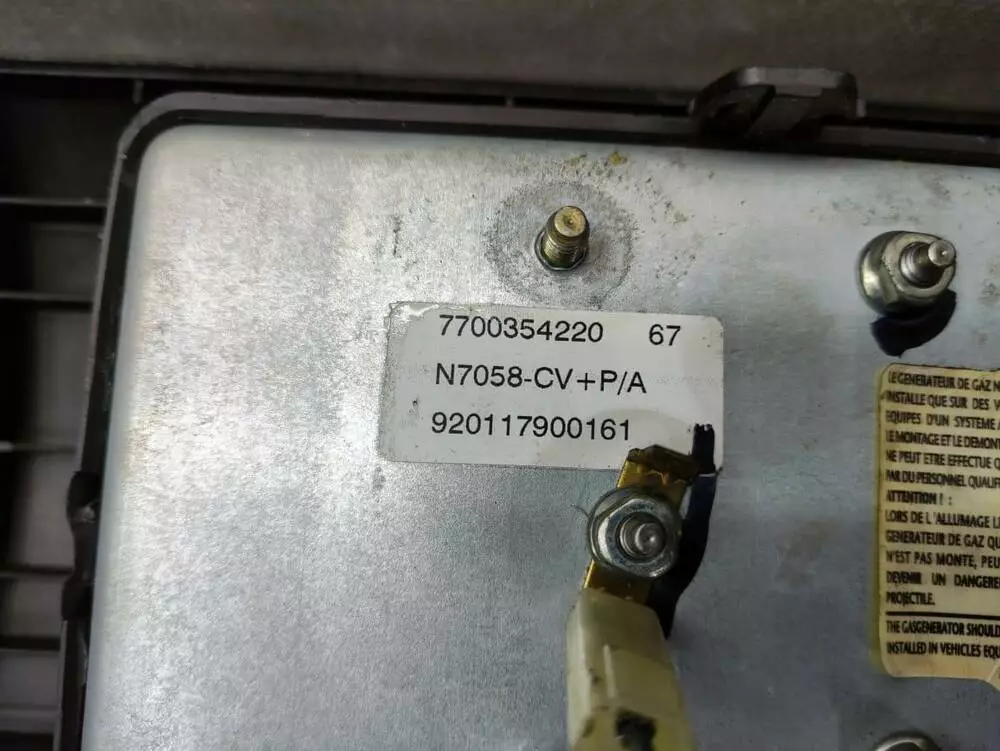 7700354220 67
N7058-CV+P/A
920117900161
LE GENERATEUR DE GAZ N
INSTALLE QUE SUR DES V
EQUIPES D'UN SYSTEME A
LE MONTAGE ET LE DEMONT
NE PEUT ETRE EFFECTUE Q
PAR DU PERSONNEL QUALIF
ATTENTION ! :
LORS DE L'ALLUMAGE L
GENERATEUR DE GAZ QU
N'EST PAS MONTE, PEU
DEVENIR UN DANGERE
PROJECTILE.
THE GASGENERATOR SHOULD
INSTALLED IN VEHICLES EQU